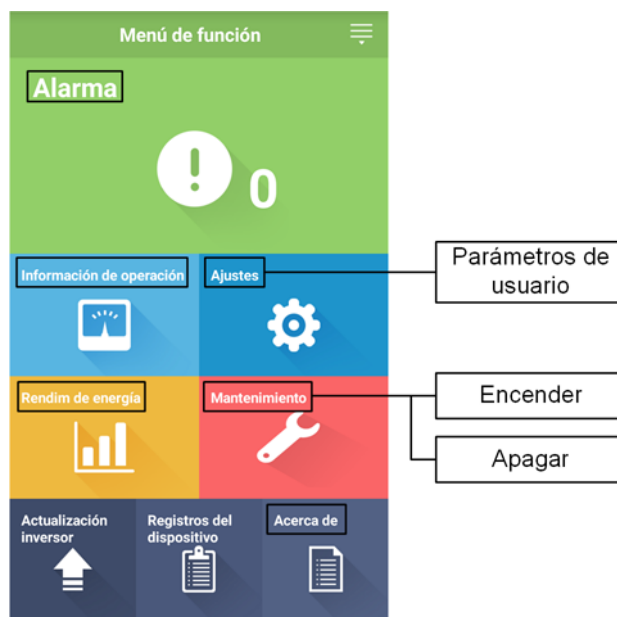 Menú de función
Alarma
0
Información de operación
Ajustes
Parámetros de
usuario
Rendim de energía
Mantenimiento
Encender
Apagar
Actualización
inversor
Registros del
dispositivo
Acerca de